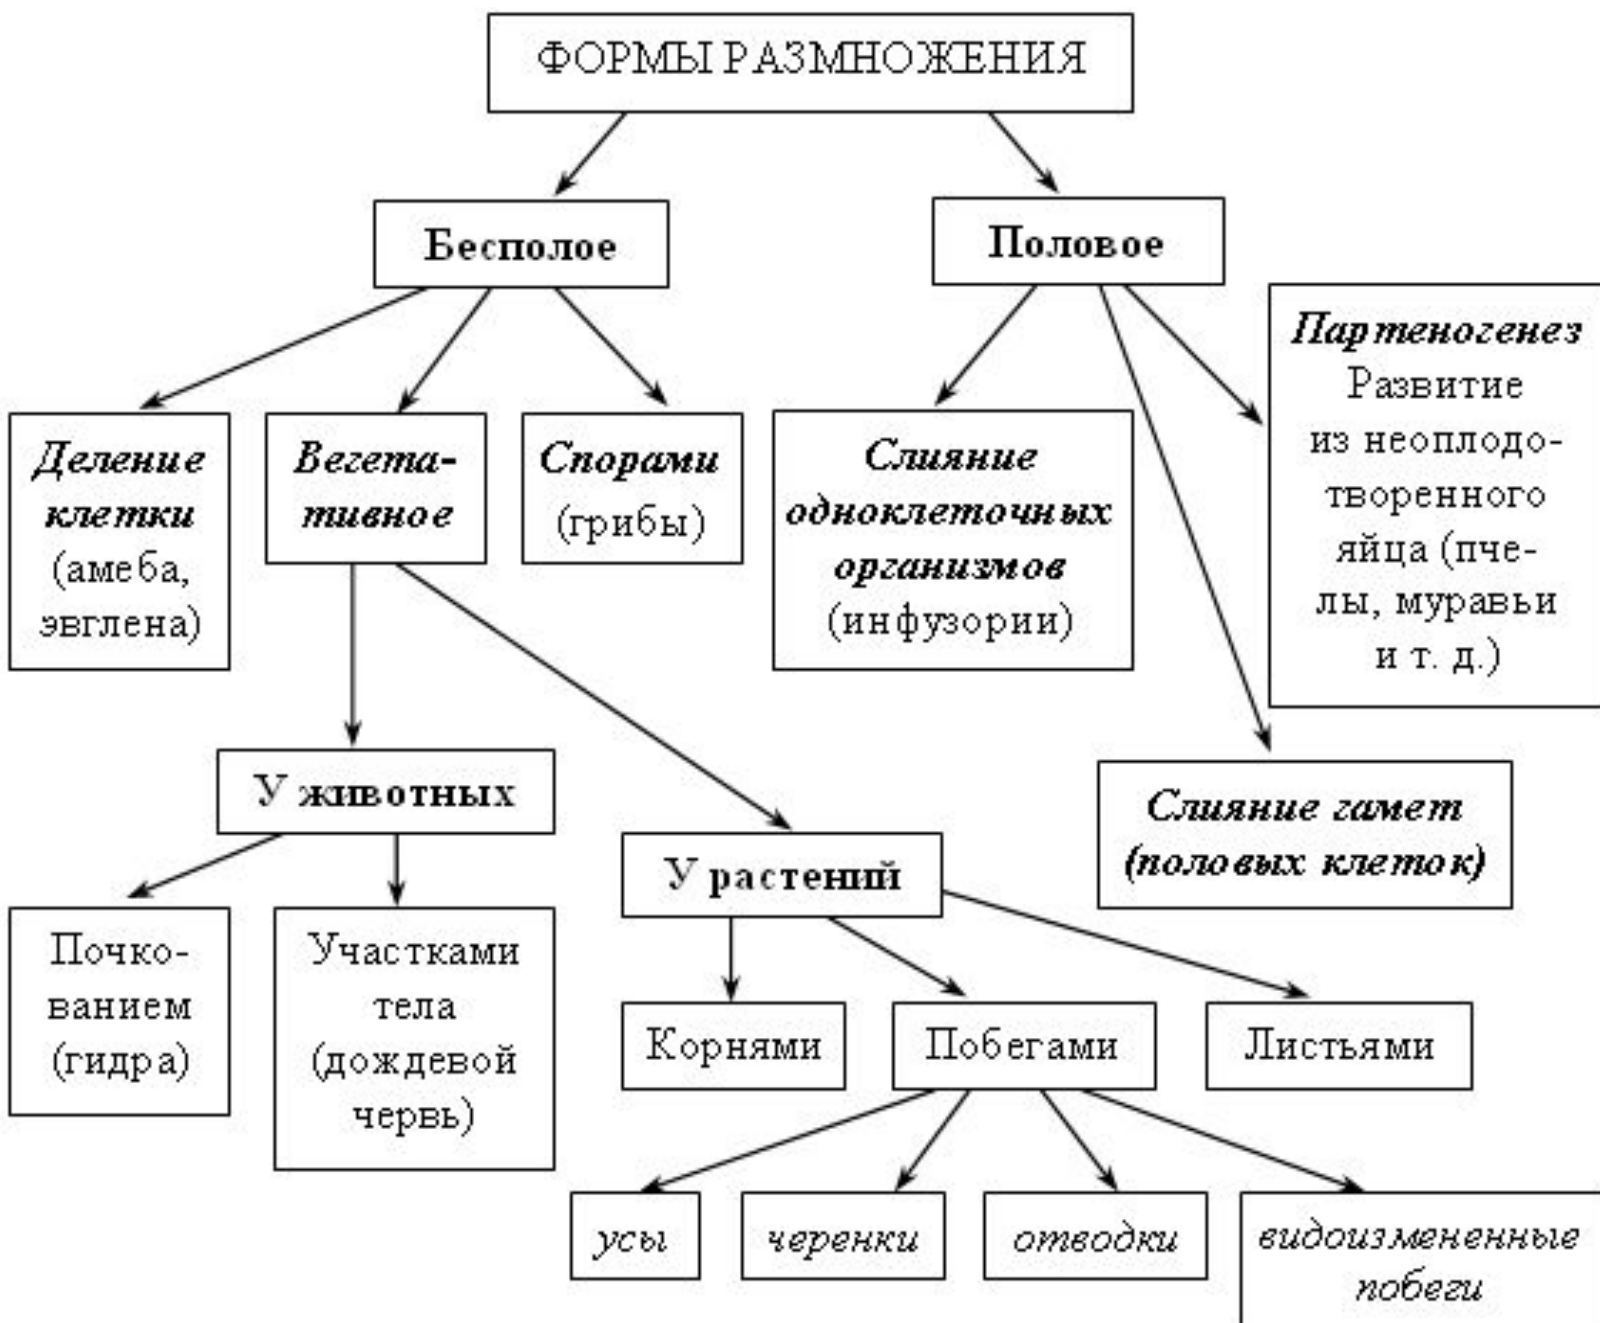 ФОРМЫ РАЗМНОЖЕНИЯ
Бесполое
Половое
Деление
клетки
(амеба,
эвглена)
Вегета-
тивное
Спорами
(грибы)
Слияние
одноклеточных
организмов
(инфузории)
Партеногенез
Развитие
из неоплодо-
творенного
яйца (пче-
лы, муравьи
и т. д.)
Слияние гамет
(половых клеток)
У животных
У растений
Почко-
ванием
(гидра)
Участками
тела
(дождевой
червь)
Корнями
Побегами
Листьями
усы
черенки
отводки
видоизмененные
побеги